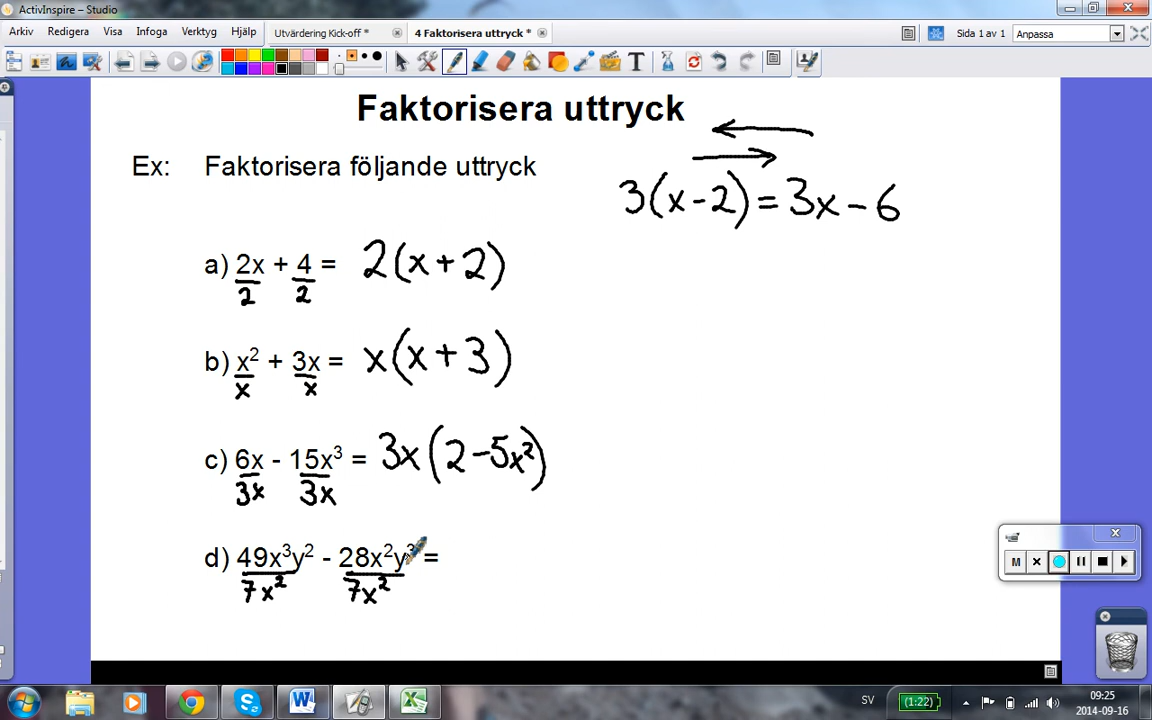 ActivInspire – Studio
Arkiv Redigera Visa Infoga Verktyg Hjälp
Utvärdering Kick-off *
4 Faktorisera uttryck *
Sida 1 av 1
Anpassa
Faktorisera uttryck
Ex: Faktorisera följande uttryck
3(x-2)=3x-6
a) 2x + 4 = 2(x+2)
2 2
b) x² + 3x = x(x+3)
x x
c) 6x - 15x³ = 3x(2-5x²)
3x 3x
d) 49x³y² - 28x²y =
7x² 7x²
M
SV
(1:22)
09:25
2014-09-16